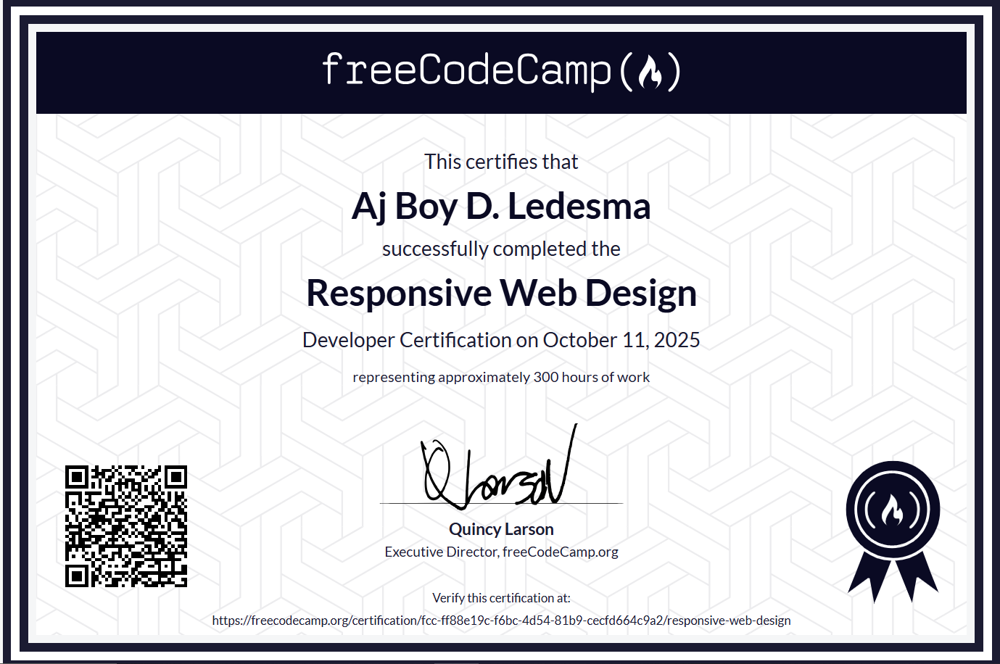 freeCodeCamp
This certifies that
Aj Boy D. Ledesma
successfully completed the
Responsive Web Design
Developer Certification on October 11, 2025
representing approximately 300 hours of work
Quincy Larson
Executive Director, freeCodeCamp.org
Verify this certification at:
https://freecodecamp.org/certification/fcc-ff88e19c-f6bc-4d54-81b9-cecfd664c9a2/responsive-web-design